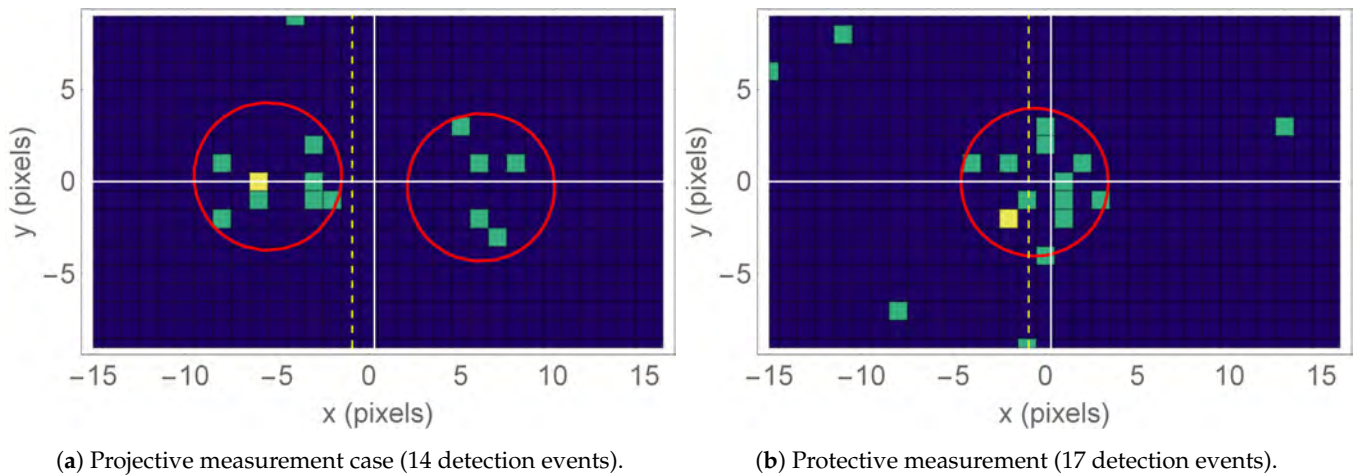 5
0
−5
y (pixels)
−15 −10 −5 0 5 10 15
x (pixels)
(a) Projective measurement case (14 detection events).
5
0
−5
y (pixels)
−15 −10 −5 0 5 10 15
x (pixels)
(b) Protective measurement (17 detection events).